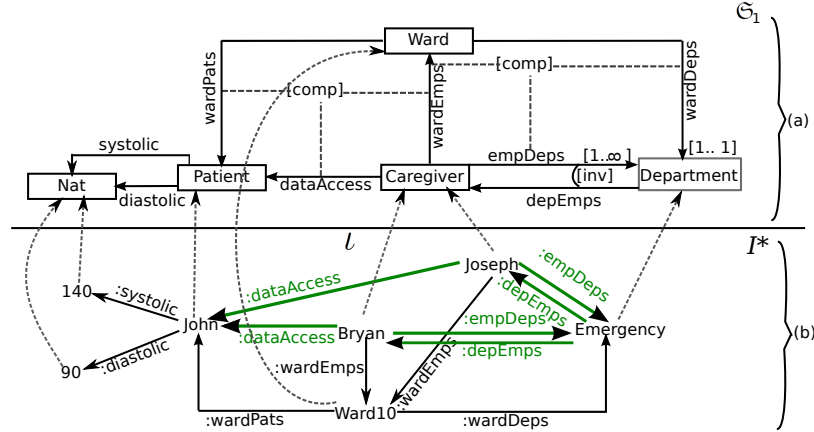 𝔖₁
Ward
wardPats
[comp]
[comp]
wardEmps
wardDeps
(a)
systolic
Nat
diastolic
Patient
dataAccess
Caregiver
empDeps
[1..∞]
[inv]
depEmps
[1.. 1]
Department
ℓ
I*
Joseph
:dataAccess
:empDeps
:depEmps
140
:systolic
John
:dataAccess
Bryan
:empDeps
:depEmps
Emergency
(b)
90
:diastolic
:wardEmps
:wardEmps
:wardPats
Ward10
:wardDeps